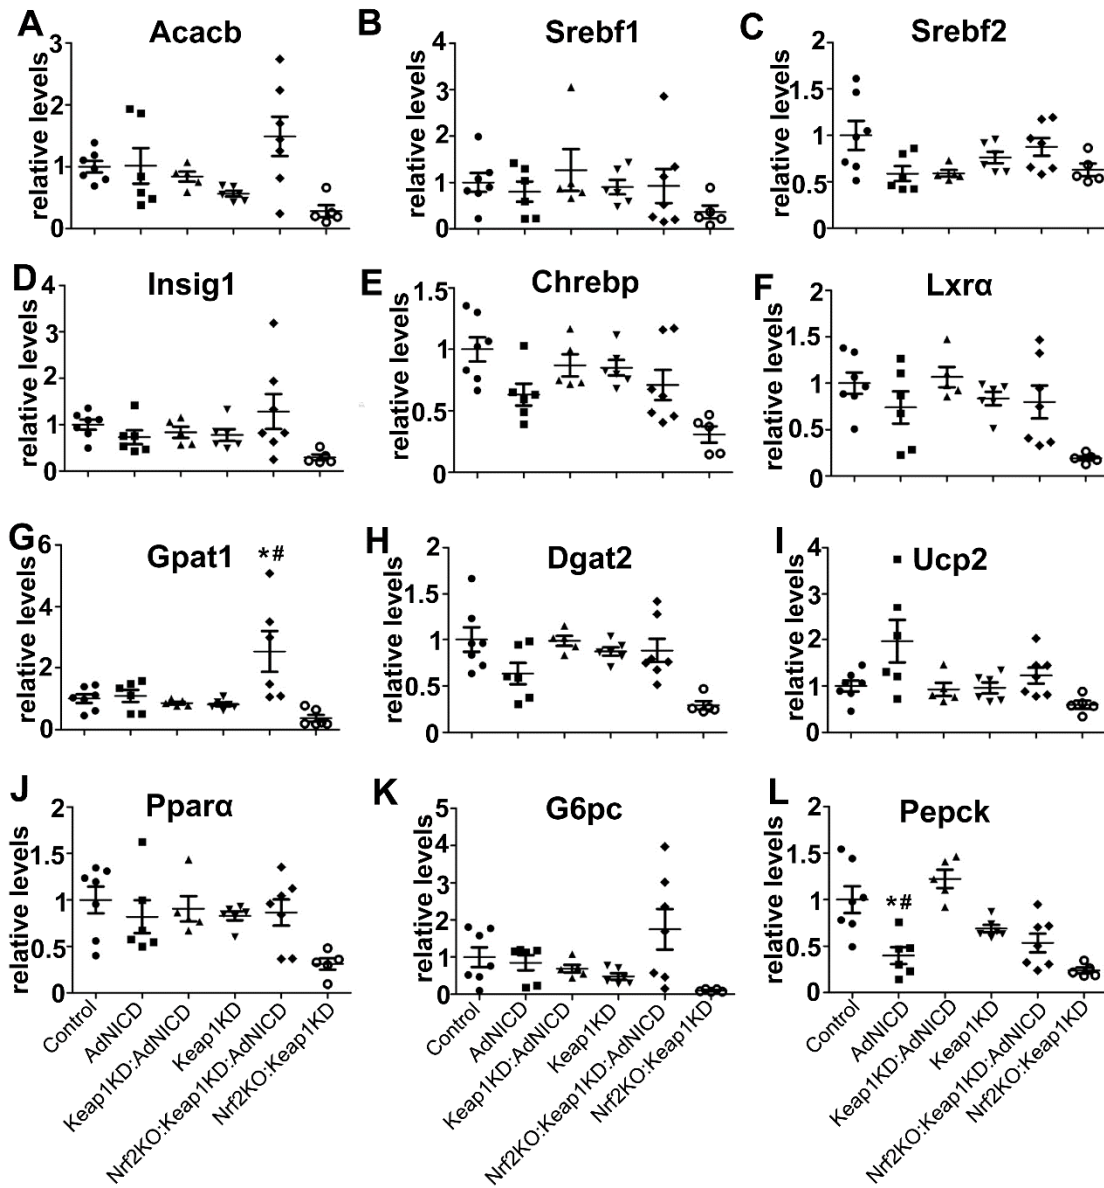 A Acacb
relative levels
3
2
1
0
B Srebf1
relative levels
4
3
2
1
0
C Srebf2
relative levels
2
1.5
1
0.5
0
D Insig1
relative levels
4
3
2
1
0
E Chrebp
relative levels
1.5
1
0.5
0
F Lxrα
relative levels
2
1.5
1
0.5
0
G Gpat1
relative levels
6
4
2
0
*#
H Dgat2
relative levels
2
1.5
1
0.5
0
I Ucp2
relative levels
4
3
2
1
0
J Pparα
relative levels
2
1.5
1
0.5
0
Control
AdNICD
Keap1KD:AdNICD
Keap1KD
Nrf2KO:Keap1KD:AdNICD
Nrf2KO:Keap1KD
K G6pc
relative levels
5
4
3
2
1
0
Control
AdNICD
Keap1KD:AdNICD
Keap1KD
Nrf2KO:Keap1KD:AdNICD
Nrf2KO:Keap1KD
L Pepck
relative levels
2
1.5
1
0.5
0
*#
Control
AdNICD
Keap1KD:AdNICD
Keap1KD
Nrf2KO:Keap1KD:AdNICD
Nrf2KO:Keap1KD